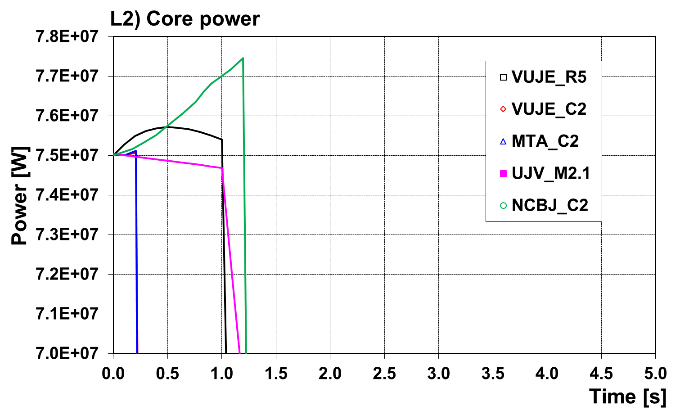 L2) Core power
7.8E+07
7.7E+07
7.6E+07
7.5E+07
7.4E+07
7.3E+07
7.2E+07
7.1E+07
7.0E+07
Power [W]
VUJE_R5
VUJE_C2
MTA_C2
UJV_M2.1
NCBJ_C2
0.0 0.5 1.0 1.5 2.0 2.5 3.0 3.5 4.0 4.5 5.0
Time [s]